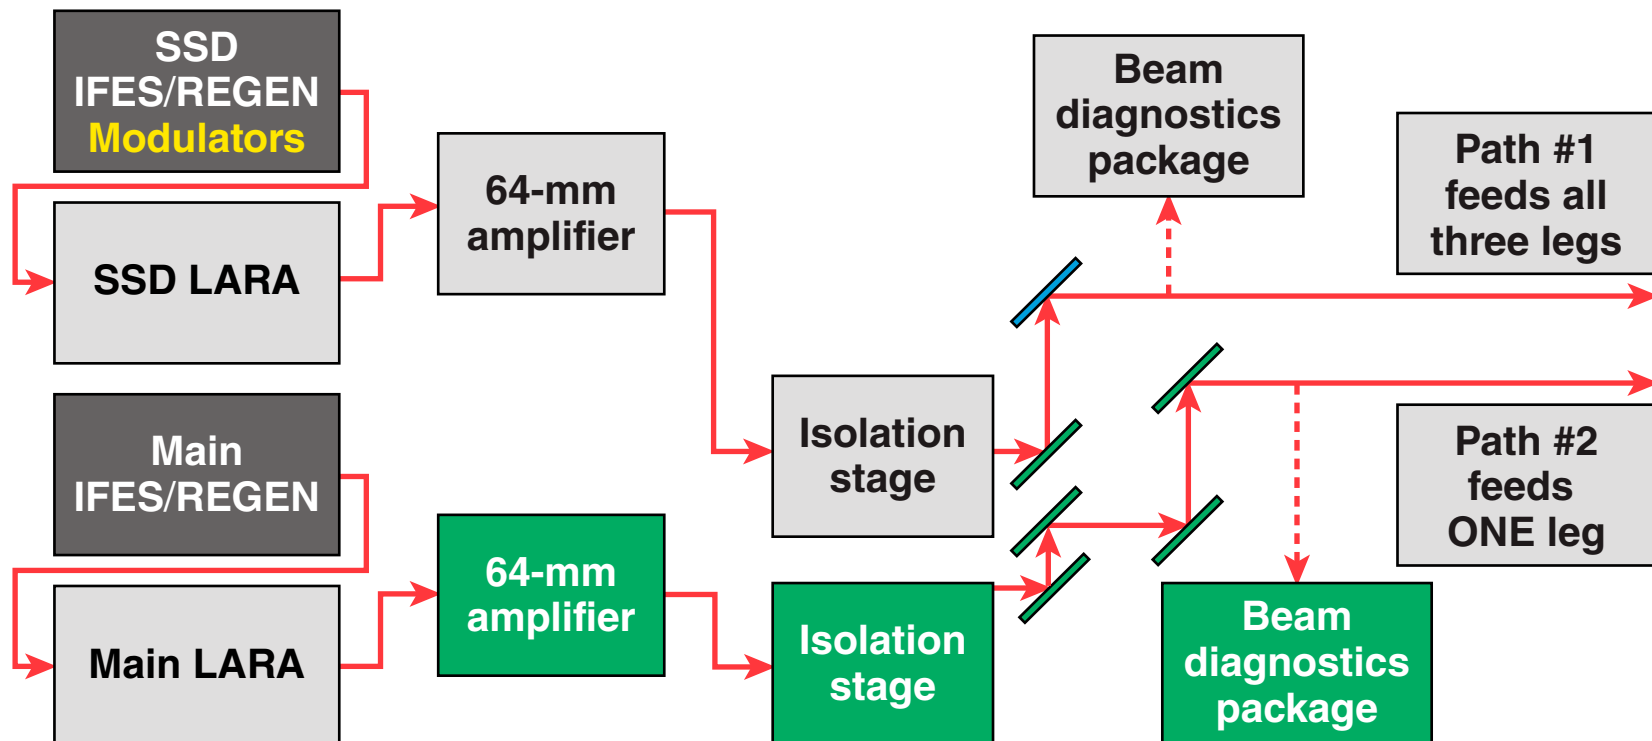 SSD
IFES/REGEN
Modulators
SSD LARA
64-mm
amplifier
Beam
diagnostics
package
Path #1
feeds all
three legs
Isolation
stage
Main
IFES/REGEN
Main LARA
64-mm
amplifier
Isolation
stage
Path #2
feeds
ONE leg
Beam
diagnostics
package